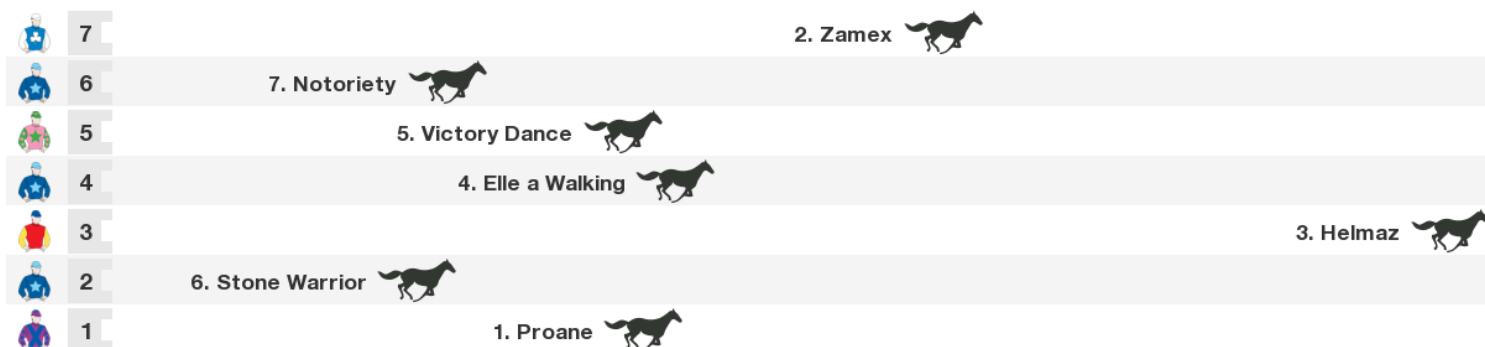 7 2. Zamex
6 7. Notoriety
5 5. Victory Dance
4 4. Elle a Walking
3 3. Helmaz
2 6. Stone Warrior
1 1. Proane